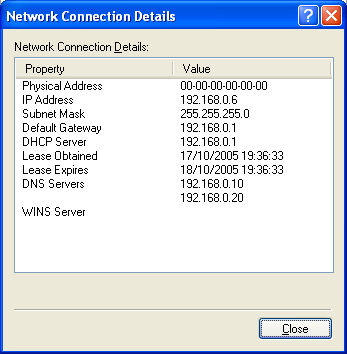 Network Connection Details
Network Connection Details:
Property Value
Physical Address 00-00-00-00-00-00
IP Address 192.168.0.6
Subnet Mask 255.255.255.0
Default Gateway 192.168.0.1
DHCP Server 192.168.0.1
Lease Obtained 17/10/2005 19:36:33
Lease Expires 18/10/2005 19:36:33
DNS Servers 192.168.0.10
192.168.0.20
WINS Server
Close